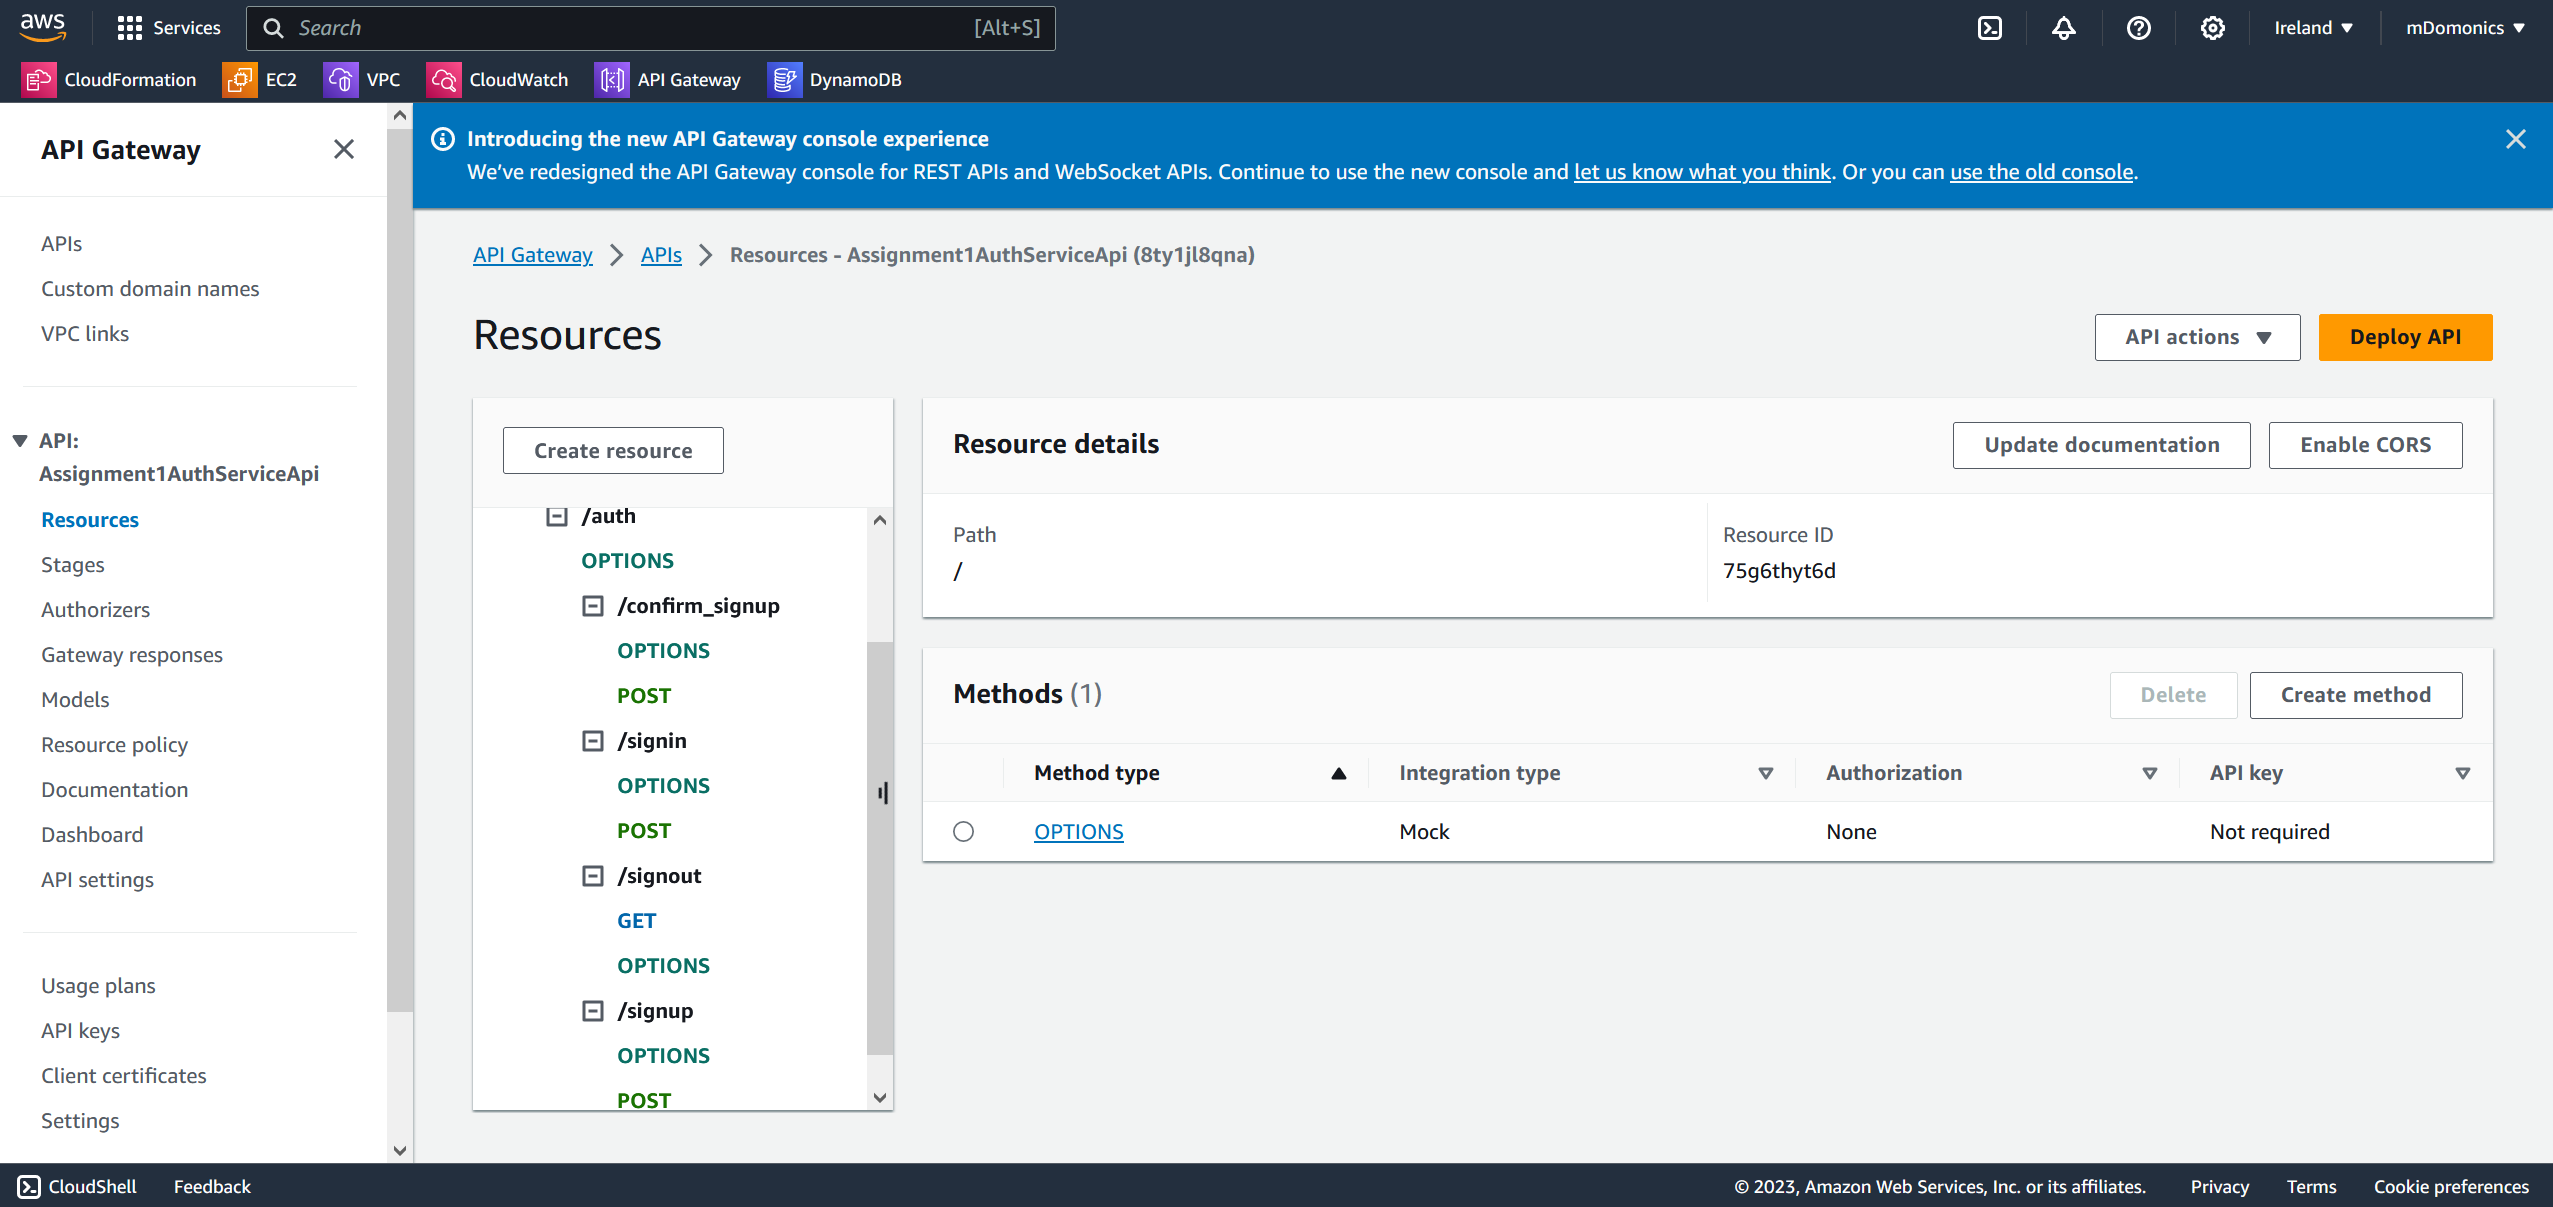 aws
Services
Search
[Alt+S]
Ireland
mDomonics
CloudFormation
EC2
VPC
CloudWatch
API Gateway
DynamoDB
API Gateway
APIs
Custom domain names
VPC links
API:
Assignment1AuthServiceApi
Resources
Stages
Authorizers
Gateway responses
Models
Resource policy
Documentation
Dashboard
API settings
Usage plans
API keys
Client certificates
Settings
Introducing the new API Gateway console experience
We've redesigned the API Gateway console for REST APIs and WebSocket APIs. Continue to use the new console and let us know what you think. Or you can use the old console.
API Gateway
APIs
Resources - Assignment1AuthServiceApi (8ty1jl8qna)
Resources
API actions
Deploy API
Create resource
/auth
OPTIONS
/confirm_signup
OPTIONS
POST
/signin
OPTIONS
POST
/signout
GET
OPTIONS
/signup
OPTIONS
POST
Resource details
Update documentation
Enable CORS
Path
/
Resource ID
75g6thyt6d
Methods (1)
Delete
Create method
Method type
Integration type
Authorization
API key
OPTIONS
Mock
None
Not required
CloudShell
Feedback
© 2023, Amazon Web Services, Inc. or its affiliates.
Privacy
Terms
Cookie preferences